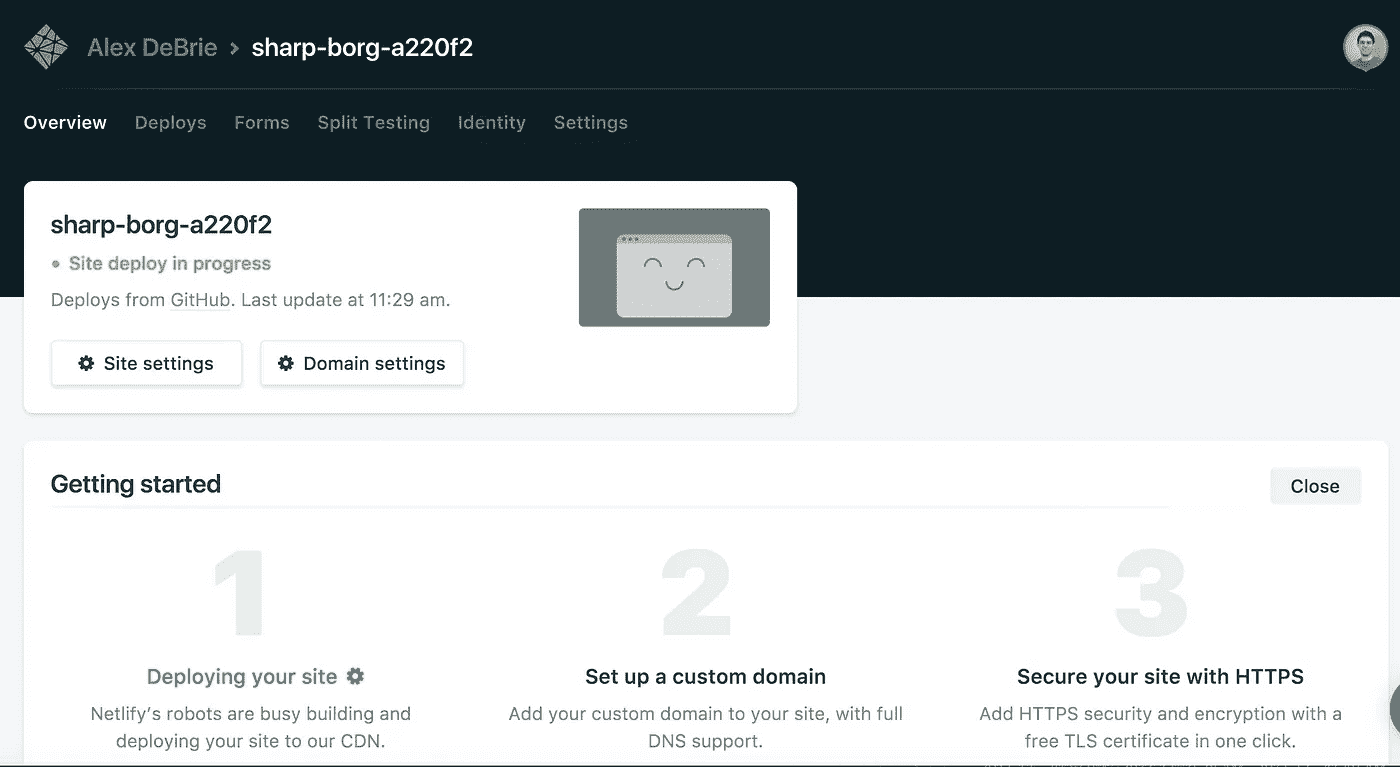 Alex DeBrie > sharp-borg-a220f2
Overview Deploys Forms Split Testing Identity Settings
sharp-borg-a220f2
Site deploy in progress
Deploys from GitHub. Last update at 11:29 am.
Site settings Domain settings
Getting started
Close
1
Deploying your site
Netlify’s robots are busy building and
deploying your site to our CDN.
2
Set up a custom domain
Add your custom domain to your site, with full
DNS support.
3
Secure your site with HTTPS
Add HTTPS security and encryption with a
free TLS certificate in one click.